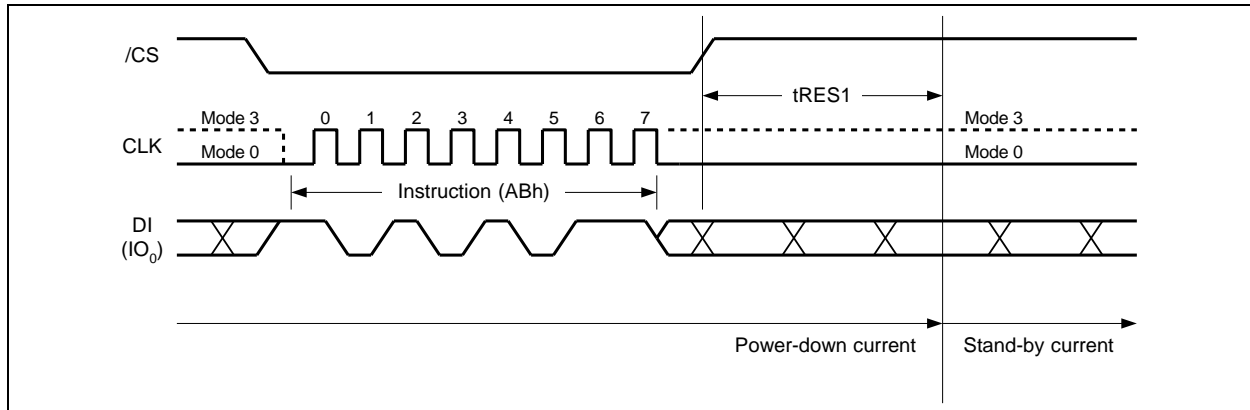 /CS
tRES1
Mode 3
0 1 2 3 4 5 6 7
Mode 3
CLK
Mode 0
Mode 0
Instruction (ABh)
DI
(IO₀)
Power-down current
Stand-by current